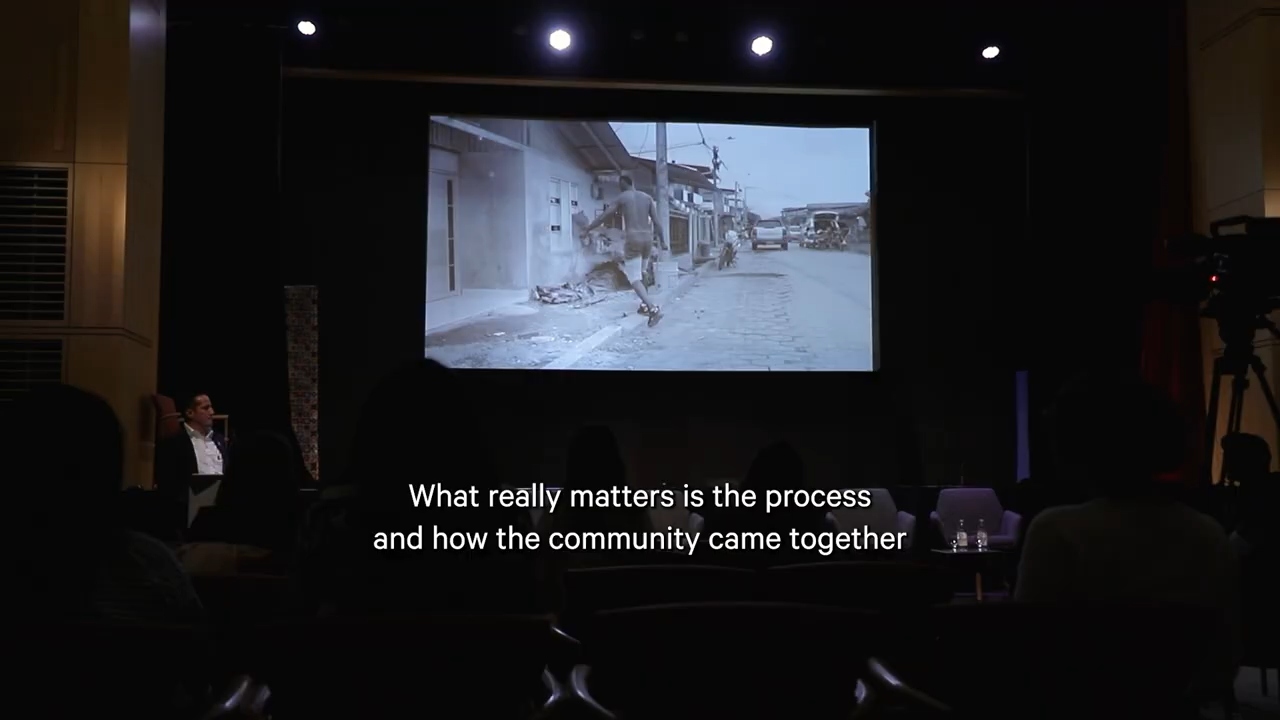 What really matters is the process
and how the community came together